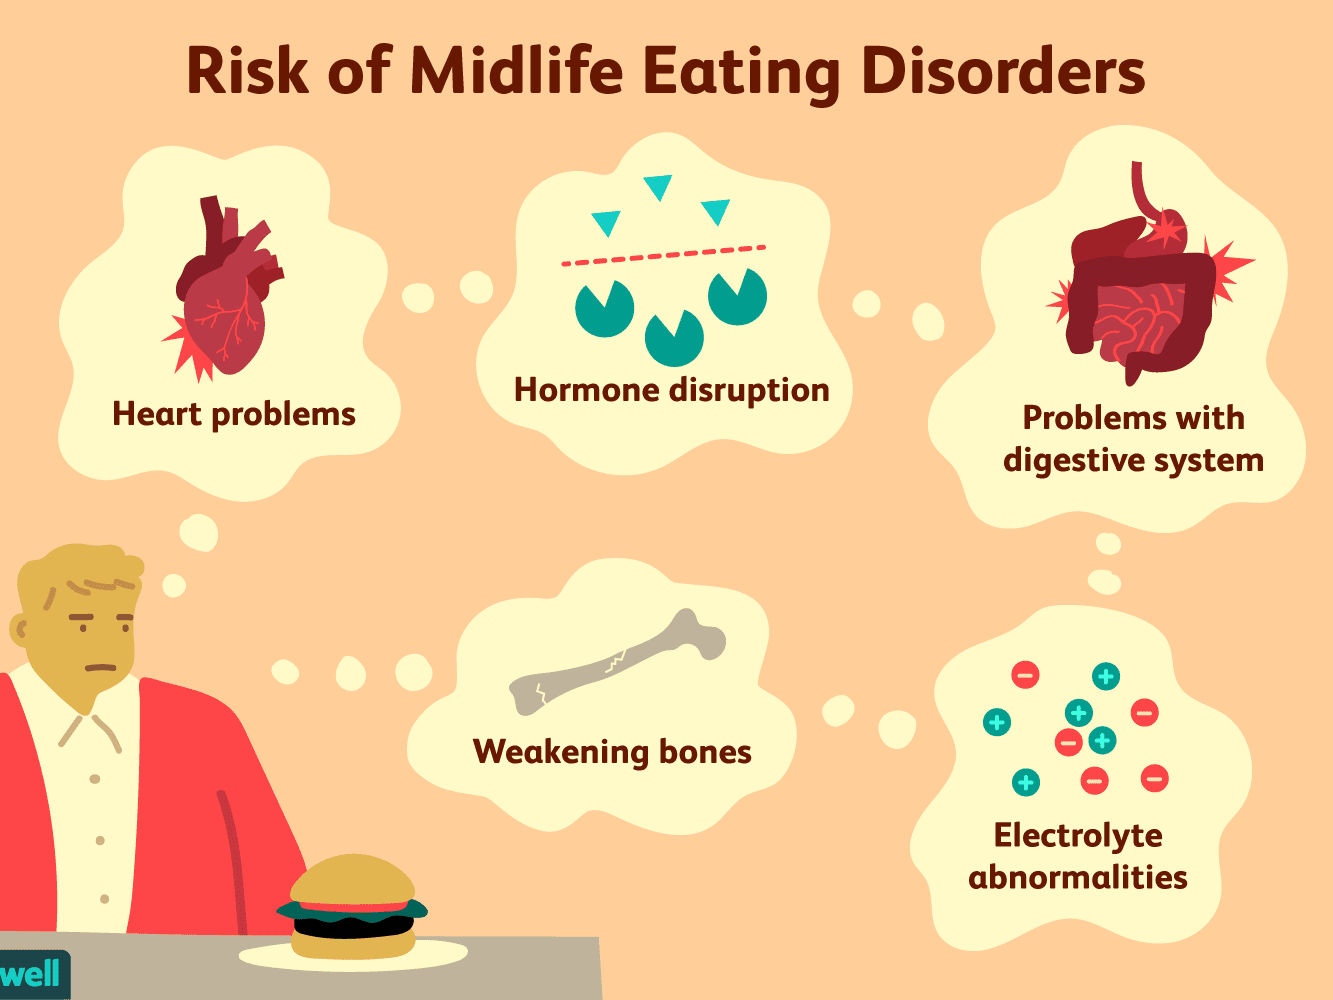 Risk of Midlife Eating Disorders
Heart problems
Hormone disruption
Problems with
digestive system
Weakening bones
Electrolyte
abnormalities
well